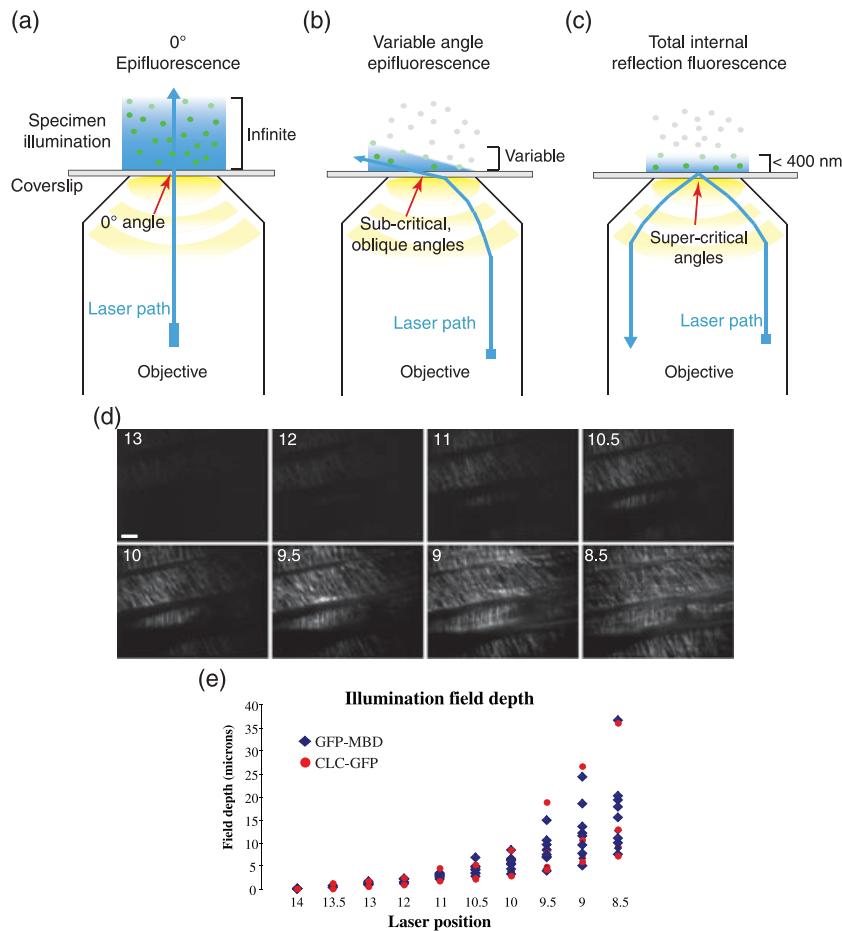 (a)
0°
Epifluorescence
Specimen
illumination
Infinite
Coverslip
0° angle
Laser path
Objective
(b)
Variable angle
epifluorescence
Variable
Sub-critical,
oblique angles
Laser path
Objective
(c)
Total internal
reflection fluorescence
< 400 nm
Super-critical
angles
Laser path
Objective
(d)
13
12
11
10.5
10
9.5
9
8.5
(e)
Illumination field depth
GFP-MBD
CLC-GFP
Field depth (microns)
40
35
30
25
20
15
10
5
0
14 13.5 13 12 11 10.5 10 9.5 9 8.5
Laser position